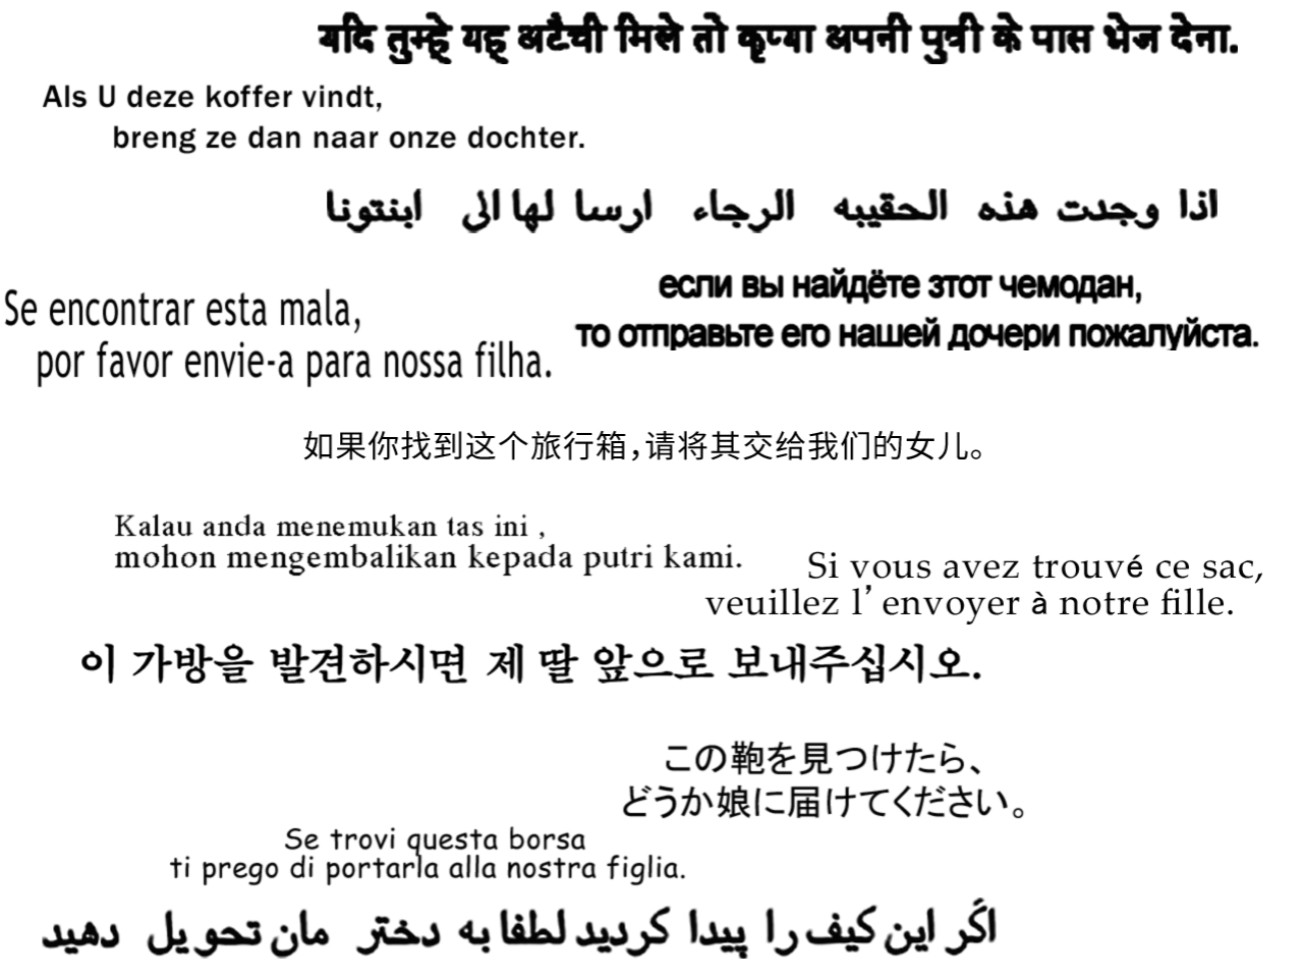 यदि तुम्हे यह अटैची मिले तो कृप्या अपनी पुत्री के पास भेज देना.
Als U deze koffer vindt,
breng ze dan naar onze dochter.
اذا وجدت هذه الحقيبه الرجاء ارسا لها الى ابنتونا
если вы найдёте зтот чемодан,
то отправьте его нашей дочери пожалуйста.
Se encontrar esta mala,
por favor envie-a para nossa filha.
如果你找到这个旅行箱,请将其交给我们的女儿。
Kalau anda menemukan tas ini ,
mohon mengembalikan kepada putri kami.
Si vous avez trouvé ce sac,
veuillez l’envoyer à notre fille.
이 가방을 발견하시면 제 딸 앞으로 보내주십시오.
この鞄を見つけたら、
どうか娘に届けてください。
Se trovi questa borsa
ti prego di portarla alla nostra figlia.
اگر این کیف را پیدا کردید لطفا به دختر مان تحویل دهید